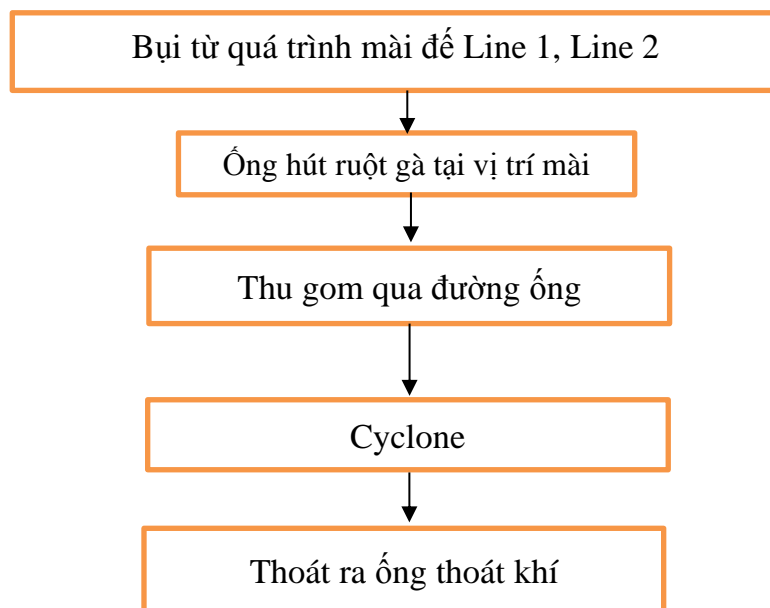 Bụi từ quá trình mài đế Line 1, Line 2
Ống hút ruột gà tại vị trí mài
Thu gom qua đường ống
Cyclone
Thoát ra ống thoát khí